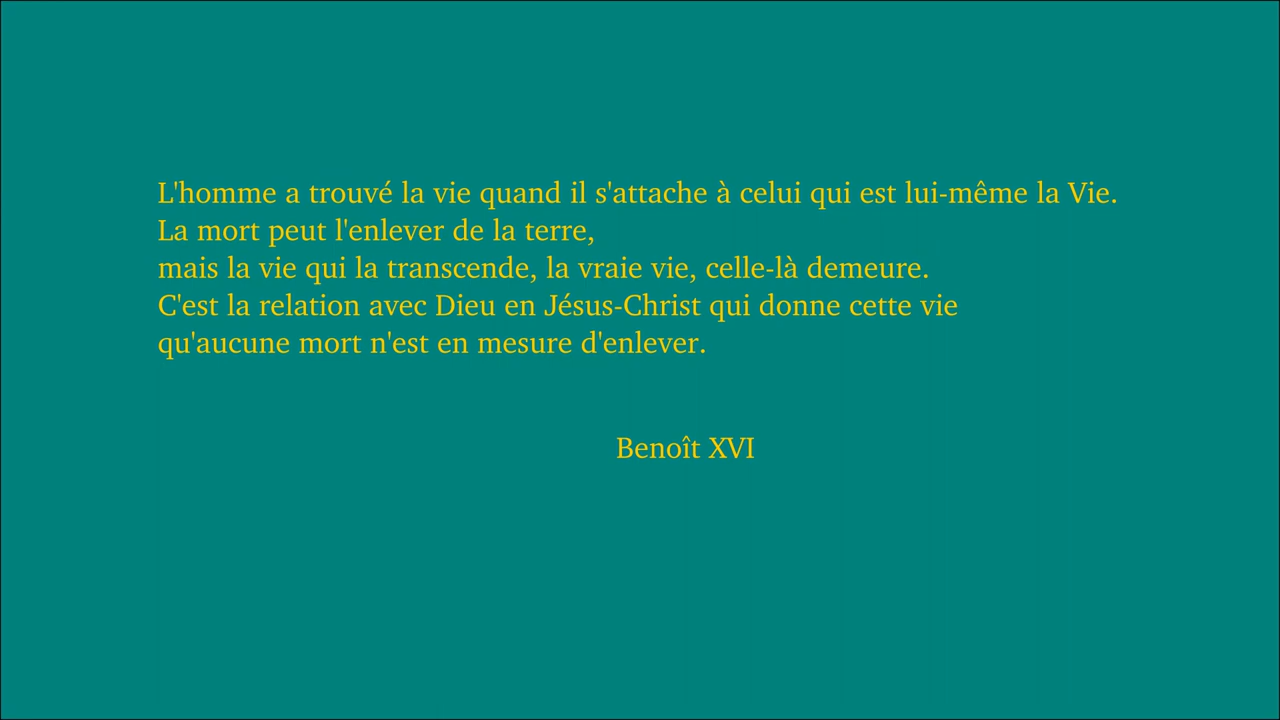 L'homme a trouvé la vie quand il s'attache à celui qui est lui-même la Vie.
La mort peut l'enlever de la terre,
mais la vie qui la transcende, la vraie vie, celle-là demeure.
C'est la relation avec Dieu en Jésus-Christ qui donne cette vie
qu'aucune mort n'est en mesure d'enlever.
Benoît XVI